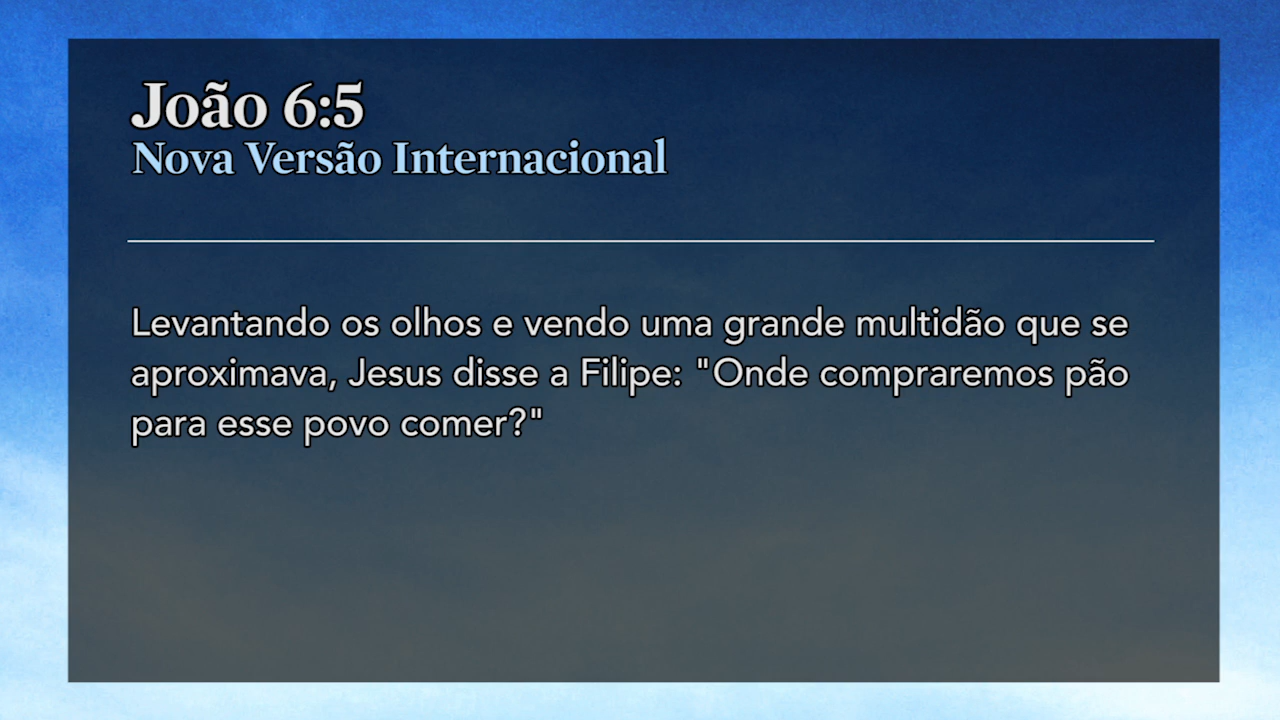 João 6:5
Nova Versão Internacional
Levantando os olhos e vendo uma grande multidão que se
aproximava, Jesus disse a Filipe: "Onde compraremos pão
para esse povo comer?"